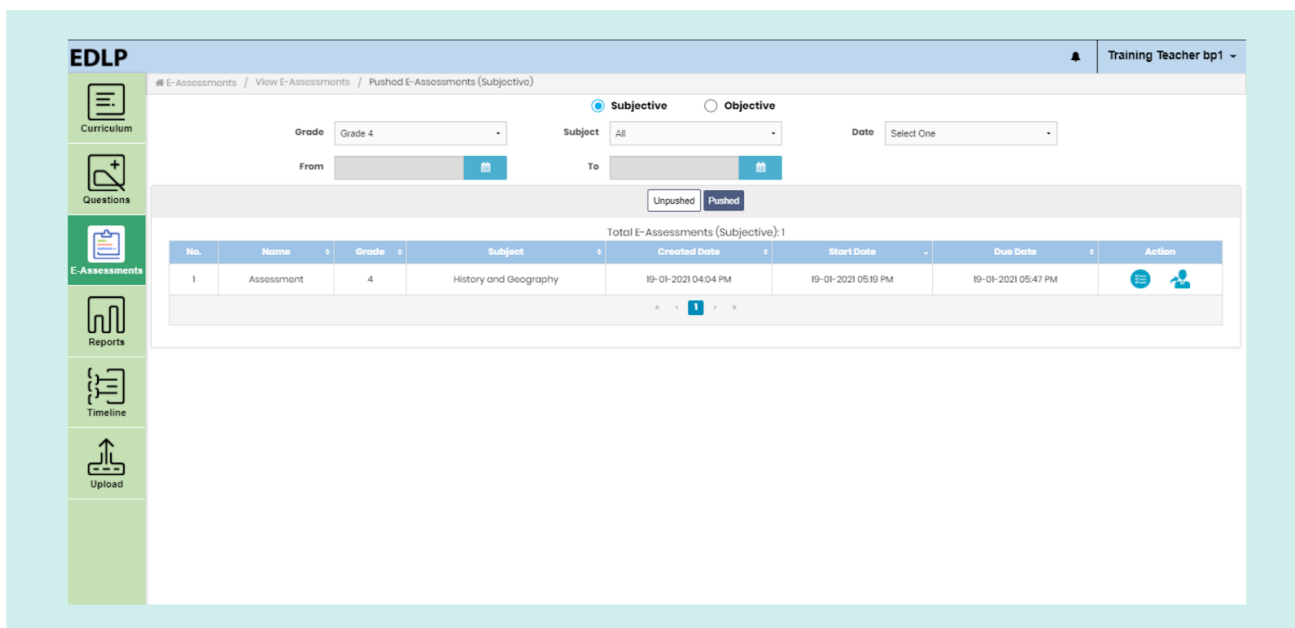 EDLP
Training Teacher bp1
E-Assessments / View E-Assessments / Pushed E-Assessments (Subjective)
Subjective Objective
Grade Grade 4 Subject All Date Select One
From To
Unpushed Pushed
Total E-Assessments (Subjective): 1
No. Name Grade Subject Created Date Start Date Due Date Action
1 Assessment 4 History and Geography 19-01-2021 04:04 PM 19-01-2021 05:19 PM 19-01-2021 05:47 PM
« ‹ 1 › »
Curriculum
Questions
E-Assessments
Reports
Timeline
Upload